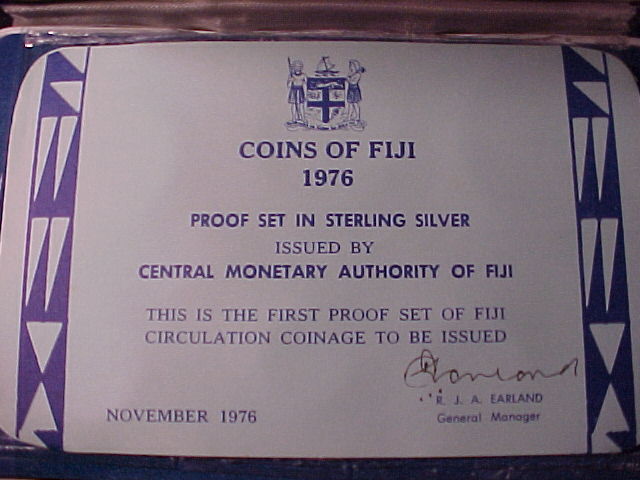 COINS OF FIJI
1976
PROOF SET IN STERLING SILVER
ISSUED BY
CENTRAL MONETARY AUTHORITY OF FIJI
THIS IS THE FIRST PROOF SET OF FIJI
CIRCULATION COINAGE TO BE ISSUED
R. J. A. EARLAND
General Manager
NOVEMBER 1976